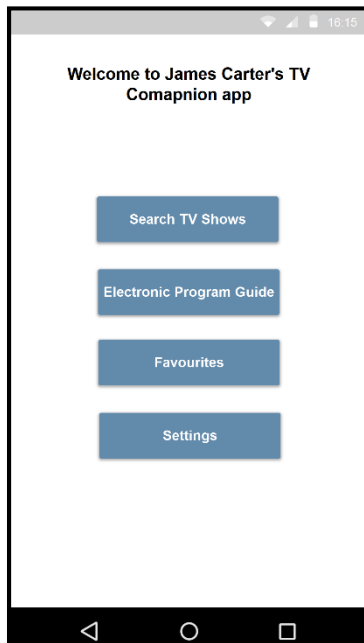 16:15
Welcome to James Carter's TV
Comapnion app
Search TV Shows
Electronic Program Guide
Favourites
Settings